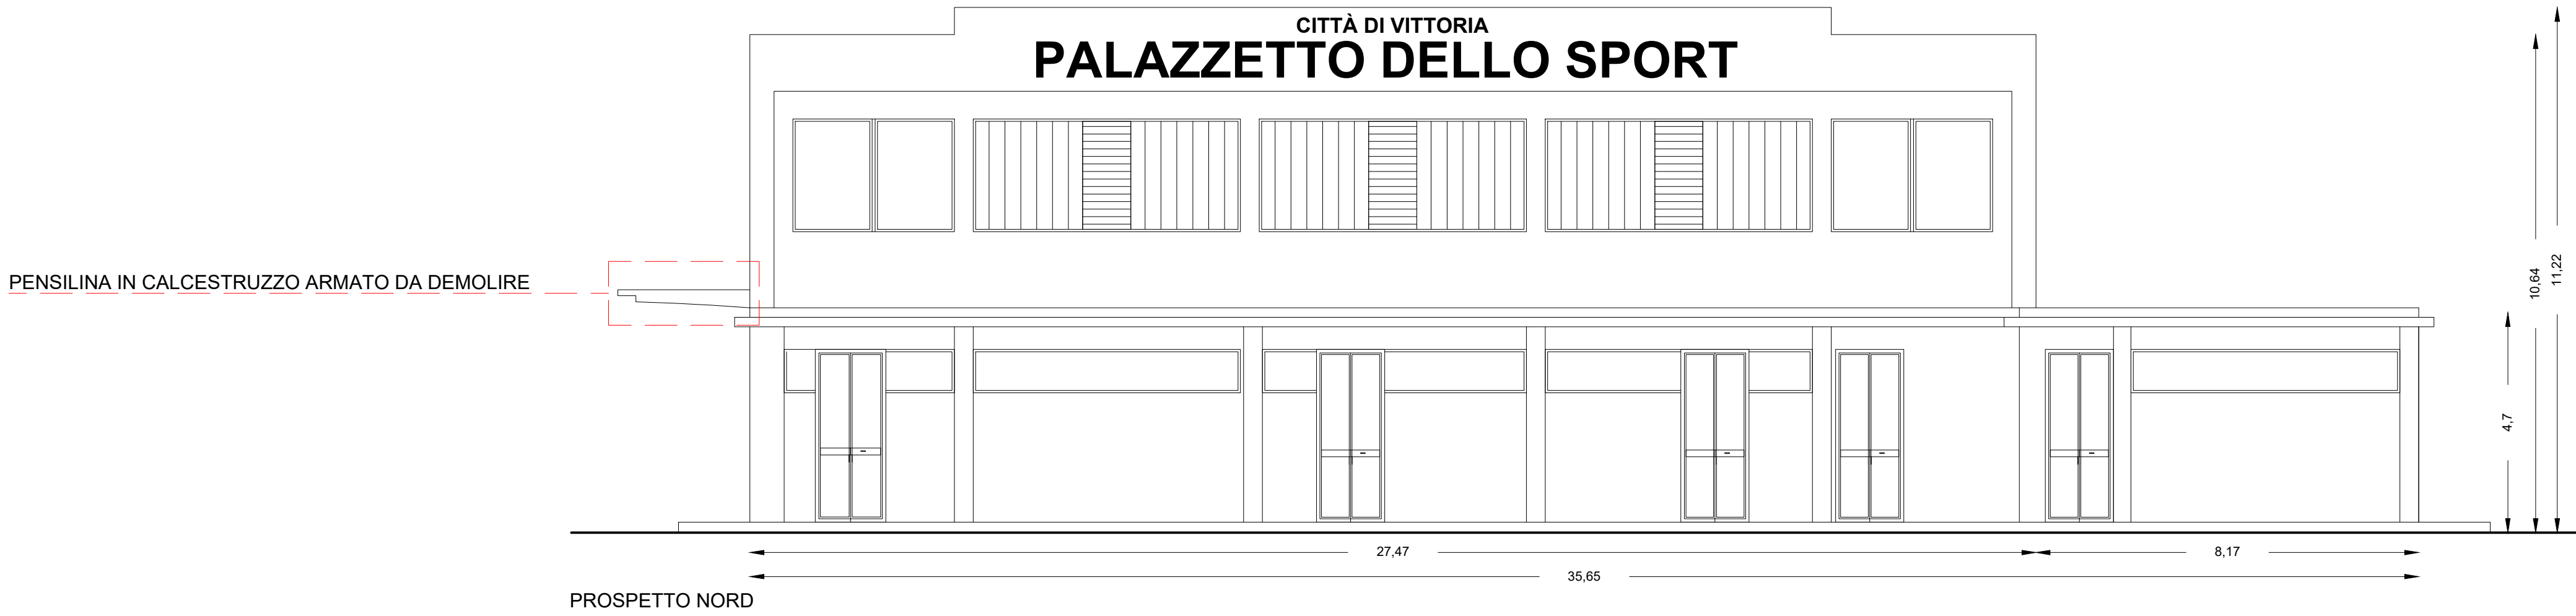 CITTÀ DI VITTORIA
PALAZZETTO DELLO SPORT
PENSILINA IN CALCESTRUZZO ARMATO DA DEMOLIRE
10,64
11,22
4,7
27,47
8,17
35,65
PROSPETTO NORD